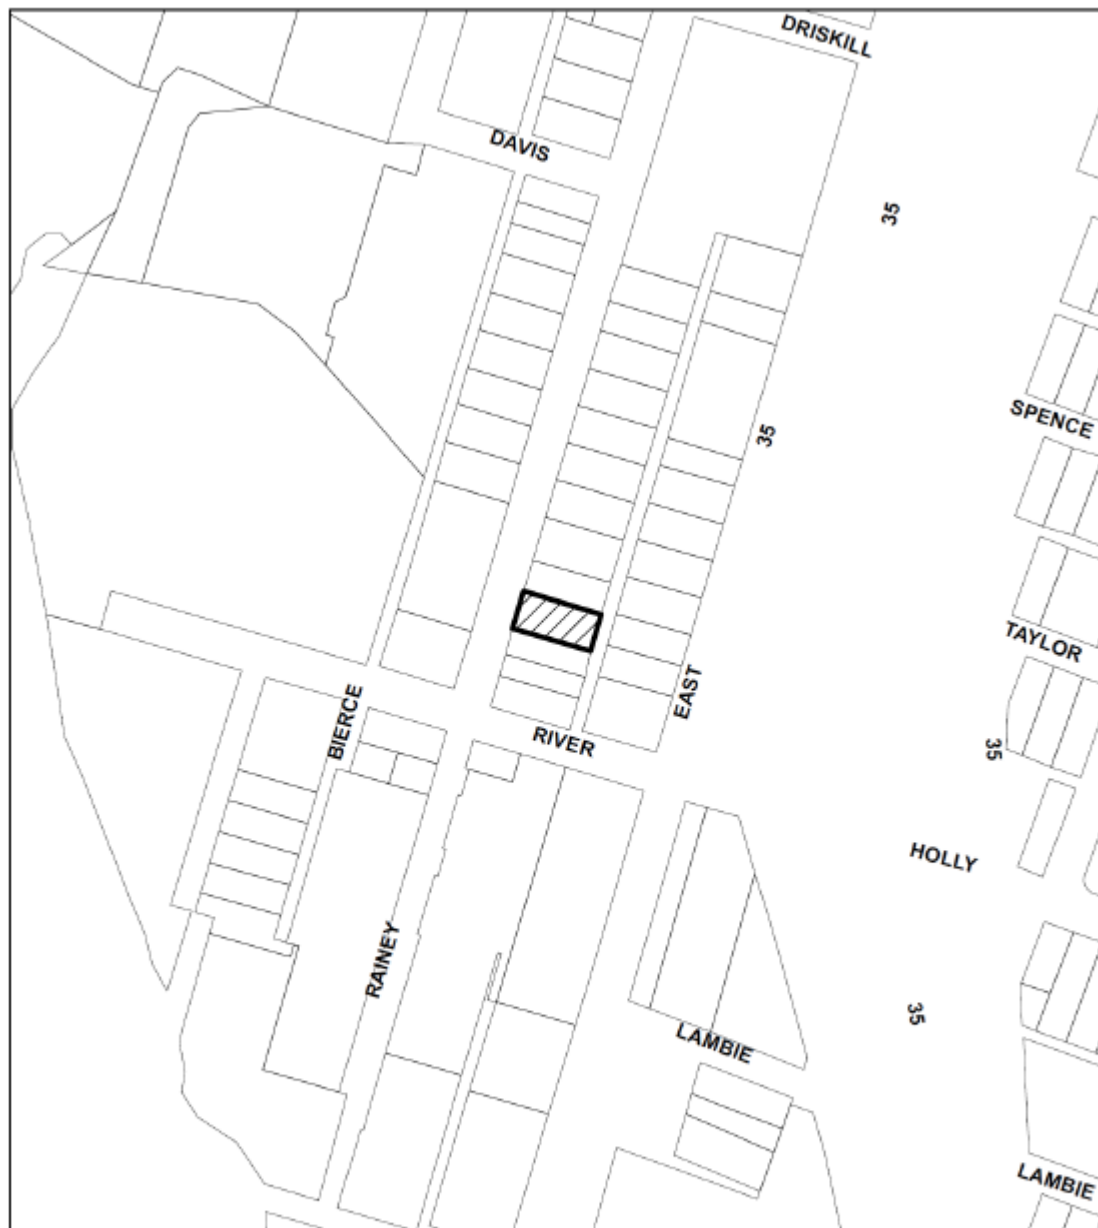 DRISKILL
DAVIS
35
SPENCE
35
TAYLOR
EAST
BIERCE
RIVER
35
HOLLY
RAINEY
35
LAMBIE
LAMBIE